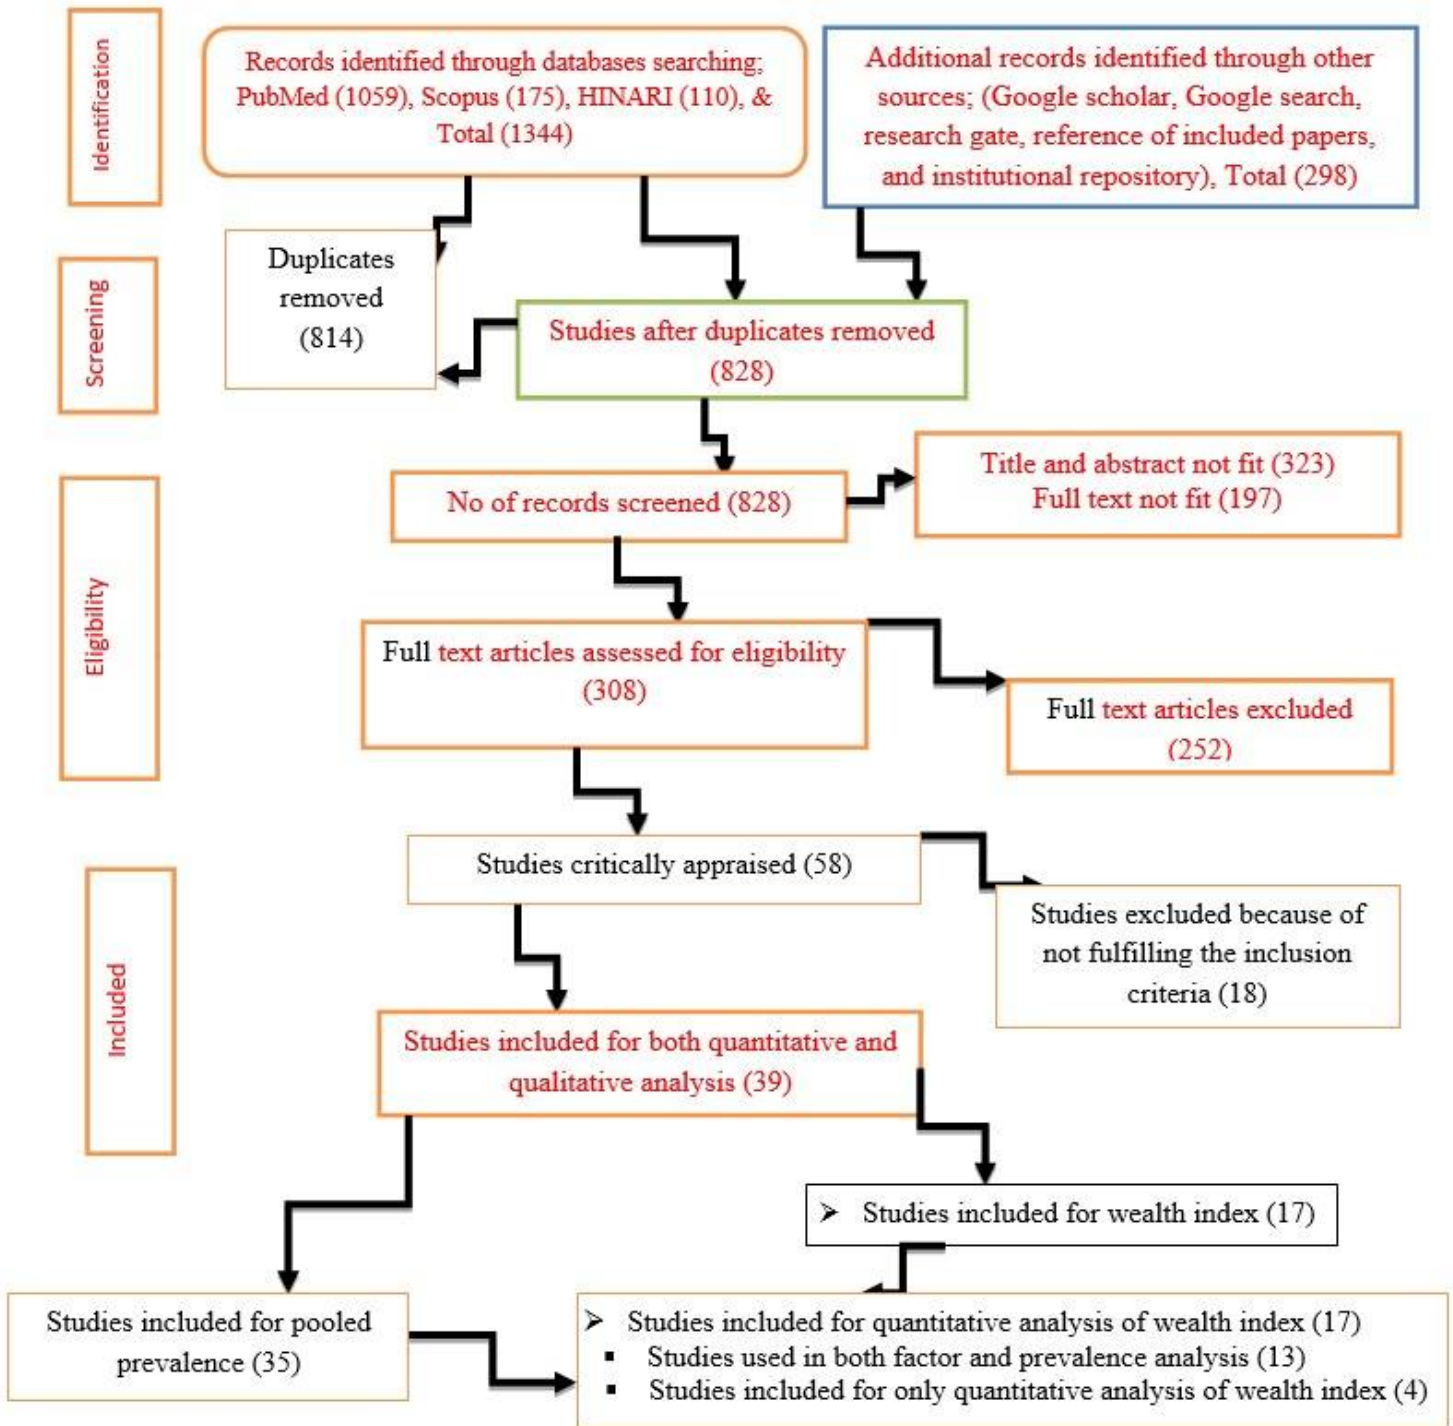 Identification
Records identified through databases searching;
PubMed (1059), Scopus (175), HINARI (110), &
Total (1344)
Additional records identified through other
sources; (Google scholar, Google search,
research gate, reference of included papers,
and institutional repository), Total (298)
Screening
Duplicates
removed
(814)
Studies after duplicates removed
(828)
Eligibility
No of records screened (828)
Title and abstract not fit (323)
Full text not fit (197)
Full text articles assessed for eligibility
(308)
Full text articles excluded
(252)
Included
Studies critically appraised (58)
Studies excluded because of
not fulfilling the inclusion
criteria (18)
Studies included for both quantitative and
qualitative analysis (39)
➢ Studies included for wealth index (17)
Studies included for pooled
prevalence (35)
➢ Studies included for quantitative analysis of wealth index (17)
▪ Studies used in both factor and prevalence analysis (13)
▪ Studies included for only quantitative analysis of wealth index (4)